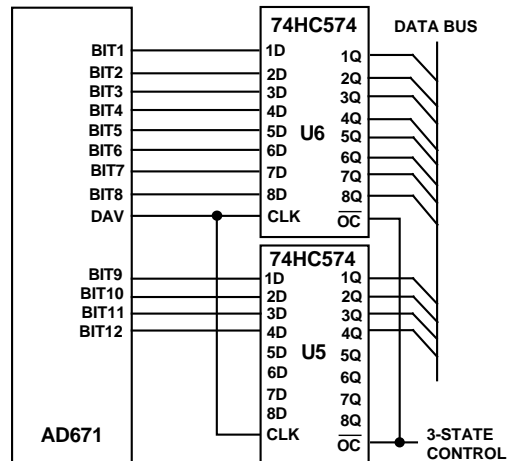 74HC574
DATA BUS
BIT1
1D
1Q
BIT2
2D
2Q
BIT3
3D
3Q
BIT4
4D
4Q
BIT5
5D
5Q
U6
BIT6
6D
6Q
BIT7
7D
7Q
BIT8
8D
8Q
DAV
CLK
OC
74HC574
BIT9
1D
1Q
BIT10
2D
2Q
BIT11
3D
3Q
BIT12
4D
4Q
5D
5Q
U5
6D
6Q
7D
7Q
8D
8Q
AD671
CLK
OC
3-STATE
CONTROL